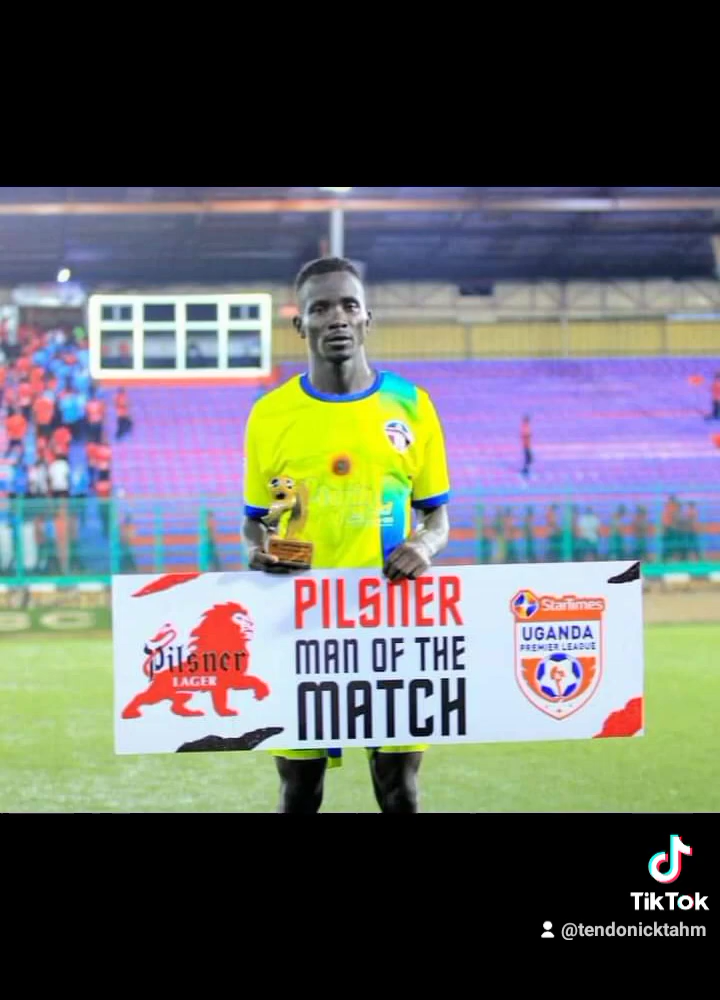 PILSNER
MAN OF THE
MATCH
Pilsner
LAGER
StarTimes
UGANDA
PREMIER LEAGUE
TikTok
@tendonicktahm